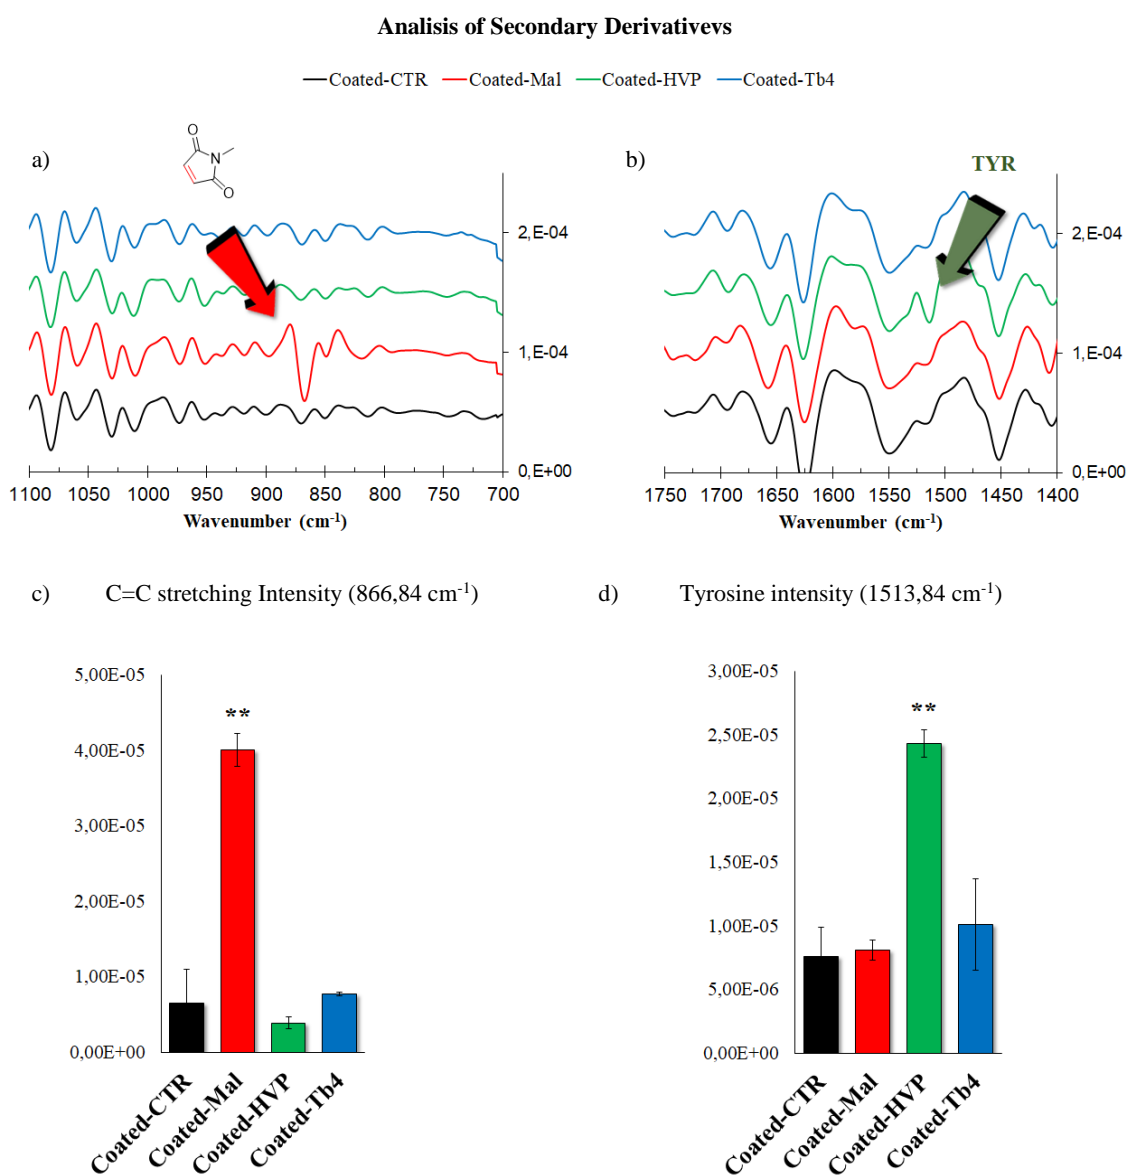 Analisis of Secondary Derivativevs
Coated-CTR Coated-Mal Coated-HVP Coated-Tb4
a)
O
N
O
2,E-04
1,E-04
0,E+00
1100 1050 1000 950 900 850 800 750 700
Wavenumber (cm-1)
b)
TYR
2,E-04
1,E-04
0,E+00
1750 1700 1650 1600 1550 1500 1450 1400
Wavenumber (cm-1)
c) C=C stretching Intensity (866,84 cm-1)
5,00E-05
4,00E-05
3,00E-05
2,00E-05
1,00E-05
0,00E+00
**
Coated-CTR
Coated-Mal
Coated-HVP
Coated-Tb4
d) Tyrosine intensity (1513,84 cm-1)
3,00E-05
2,50E-05
2,00E-05
1,50E-05
1,00E-05
5,00E-06
0,00E+00
**
Coated-CTR
Coated-Mal
Coated-HVP
Coated-Tb4